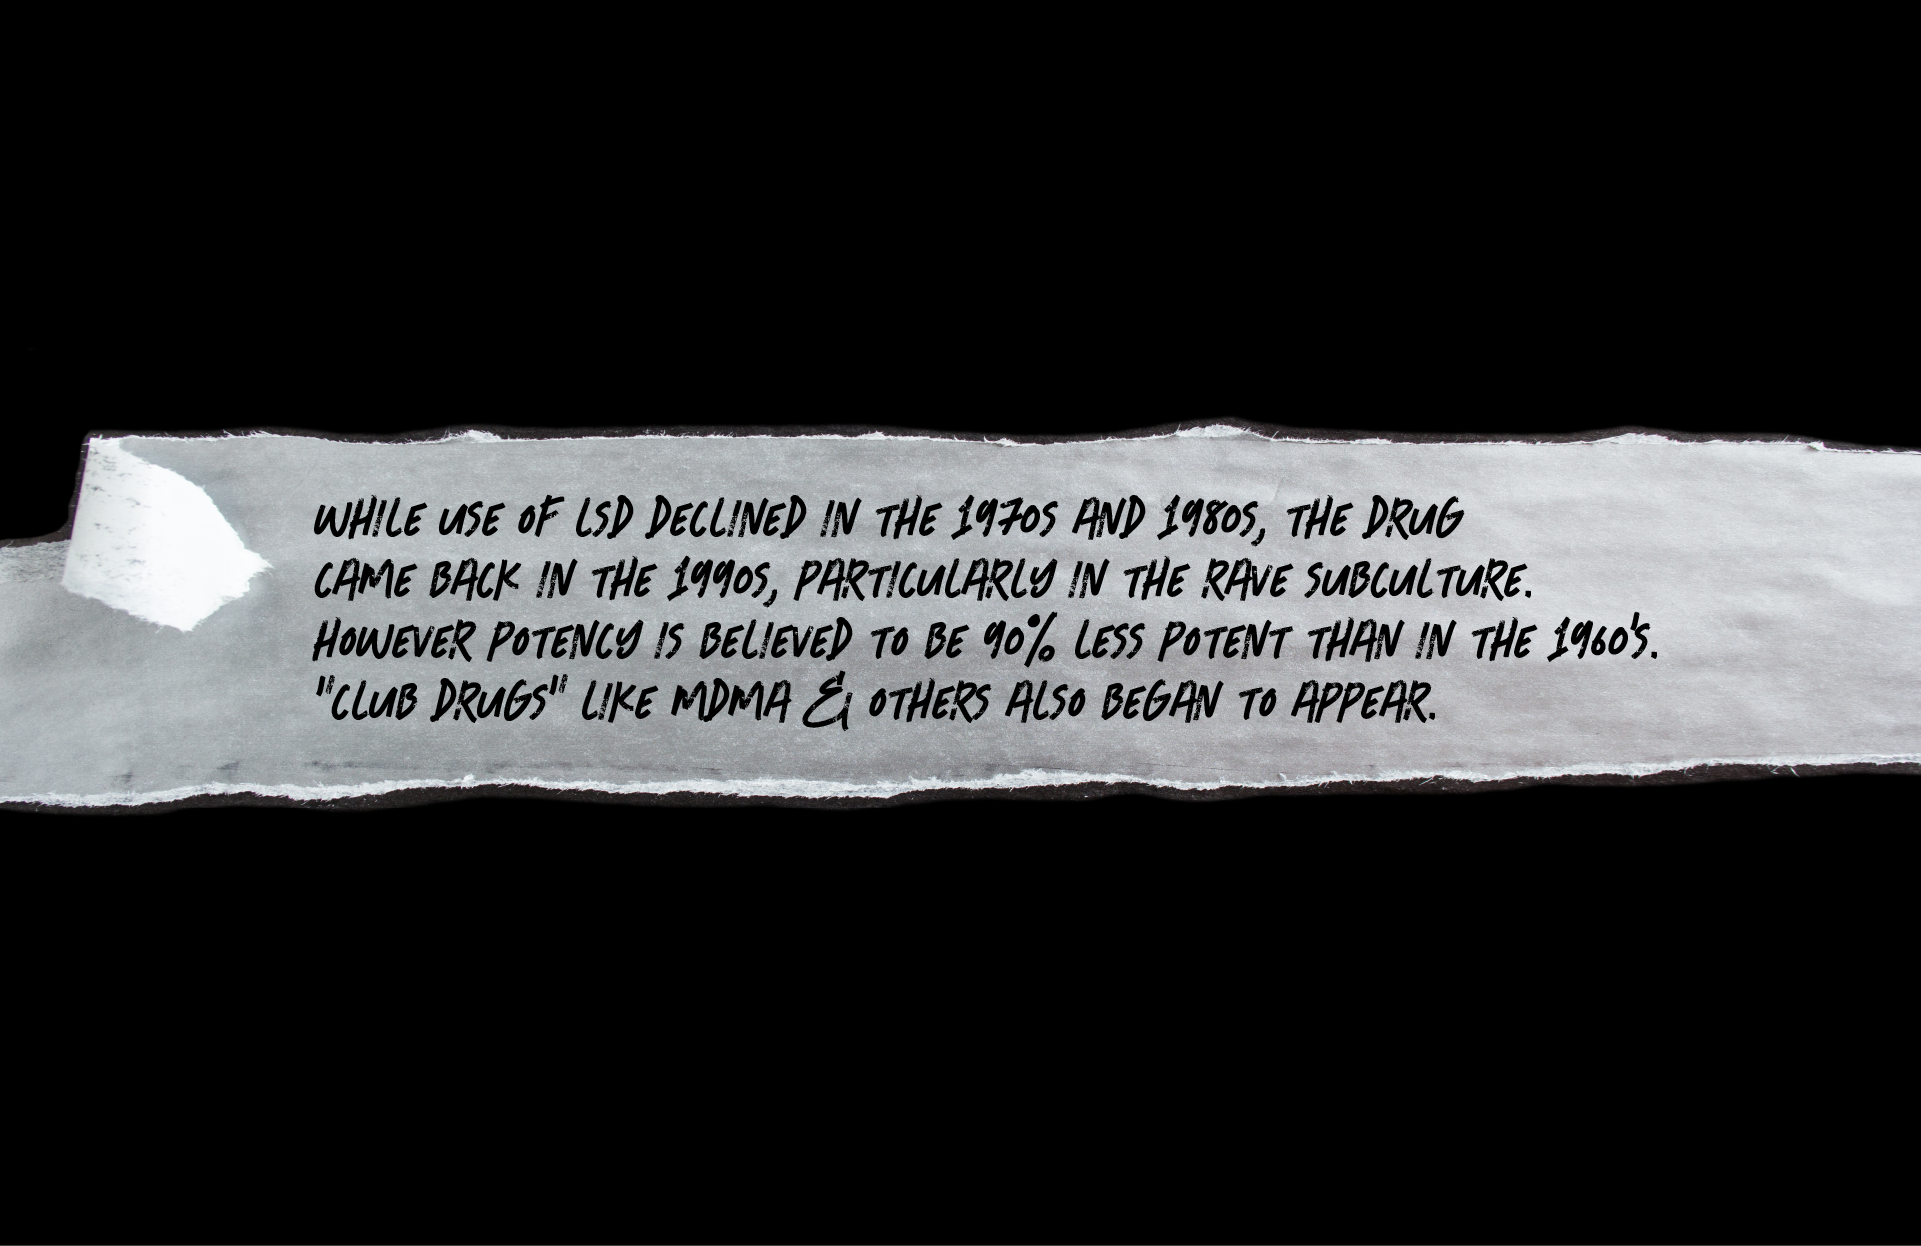 WHILE USE OF LSD DECLINED IN THE 1970S AND 1980S, THE DRUG
CAME BACK IN THE 1990S, PARTICULARLY IN THE RAVE SUBCULTURE.
HOWEVER POTENCY IS BELIEVED TO BE 90% LESS POTENT THAN IN THE 1960'S.
"CLUB DRUGS" LIKE MDMA & OTHERS ALSO BEGAN TO APPEAR.